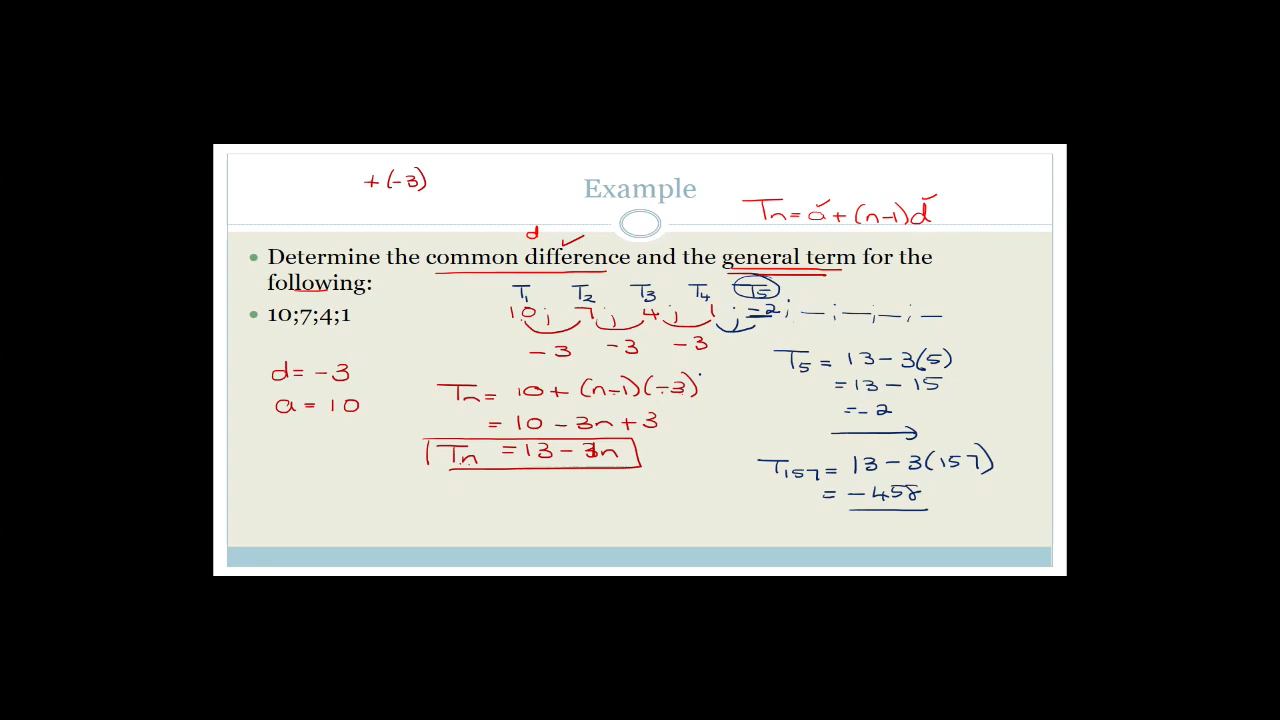 +(-3)
Example
Tn = a + (n-1)d
d
• Determine the common difference and the general term for the
following:
T1 T2 T3 T4 T5
• 10;7;4;1
10; 7; 4; 1; -2; — ; — ; — ; —
-3 -3 -3
d = -3
a = 10
Tn = 10 + (n-1)(-3)
= 10 - 3n + 3
Tn = 13 - 3n
T5 = 13 - 3(5)
= 13 - 15
= -2
T157 = 13 - 3(157)
= -458